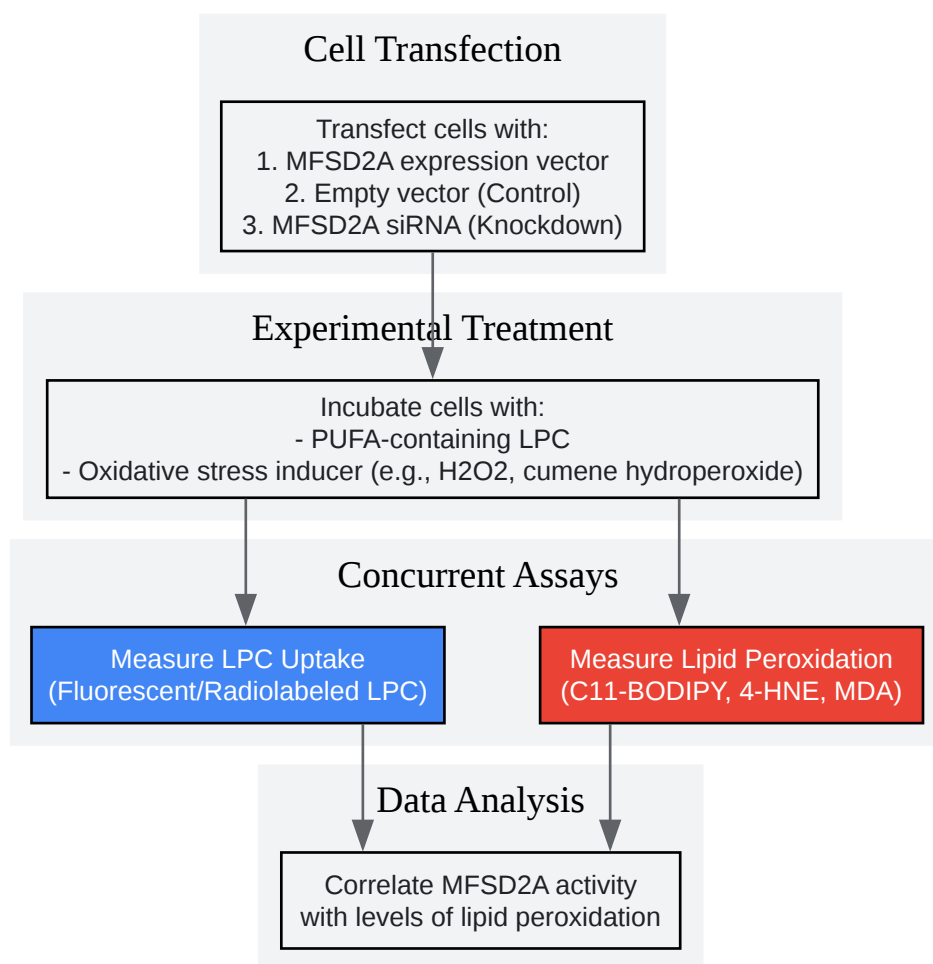 Cell Transfection
Transfect cells with:
1. MFSD2A expression vector
2. Empty vector (Control)
3. MFSD2A siRNA (Knockdown)
Experimental Treatment
Incubate cells with:
- PUFA-containing LPC
- Oxidative stress inducer (e.g., H2O2, cumene hydroperoxide)
Concurrent Assays
Measure LPC Uptake
(Fluorescent/Radiolabeled LPC)
Measure Lipid Peroxidation
(C11-BODIPY, 4-HNE, MDA)
Data Analysis
Correlate MFSD2A activity
with levels of lipid peroxidation